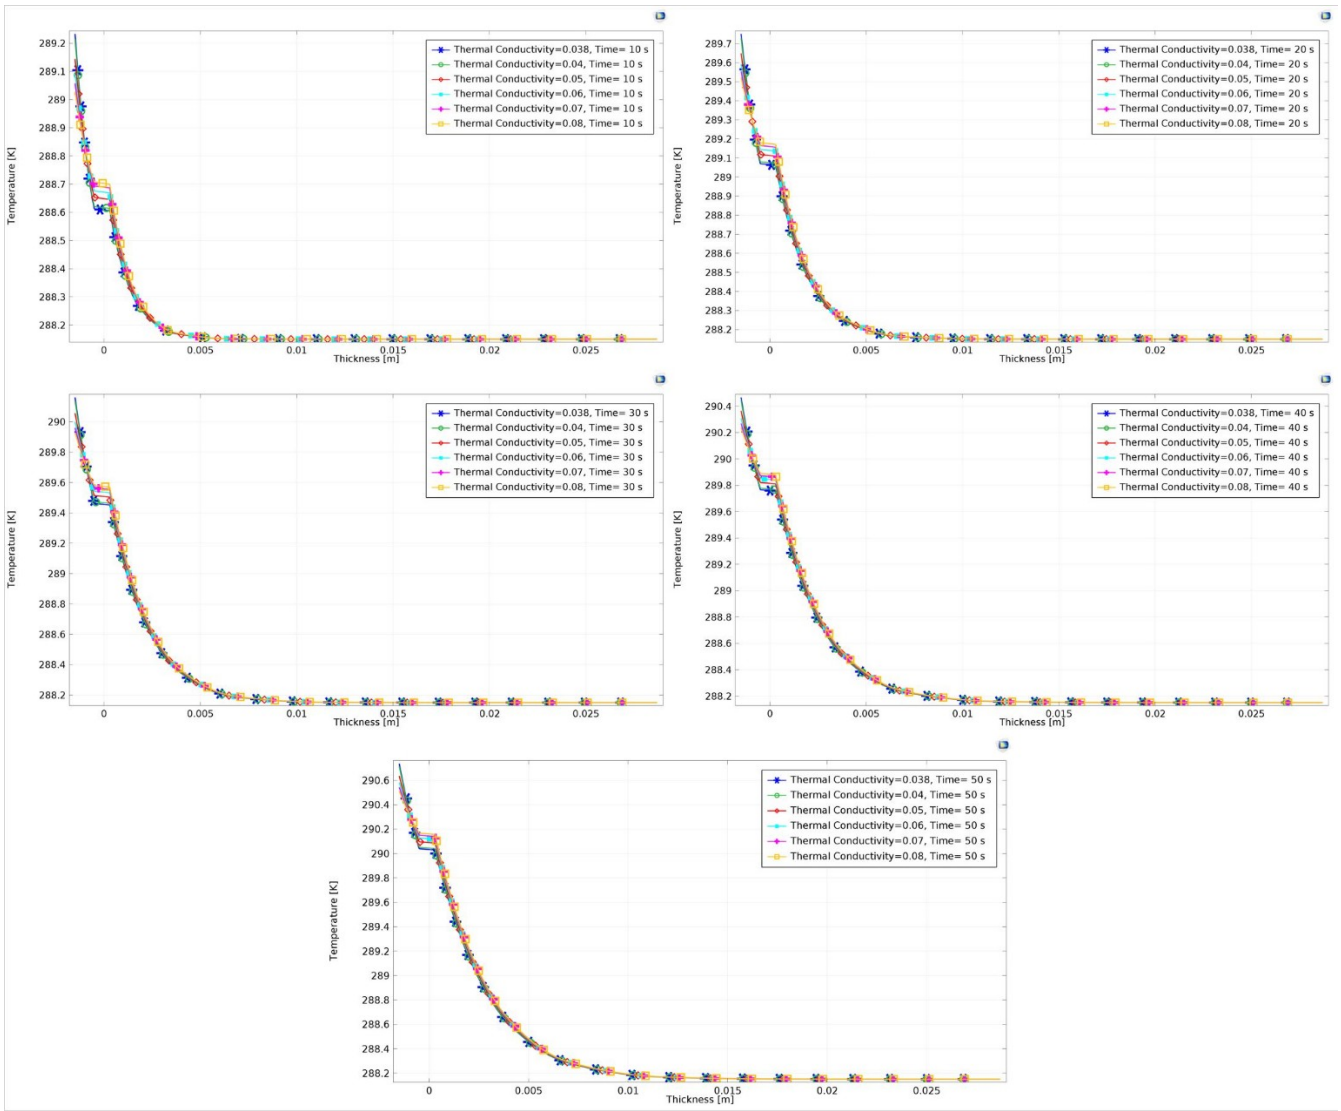 289.2
289.1
289
288.9
288.8
288.7
288.6
288.5
288.4
288.3
288.2
Temperature [K]
0 0.005 0.01 0.015 0.02 0.025
Thickness [m]
Thermal Conductivity=0.038, Time= 10 s
Thermal Conductivity=0.04, Time= 10 s
Thermal Conductivity=0.05, Time= 10 s
Thermal Conductivity=0.06, Time= 10 s
Thermal Conductivity=0.07, Time= 10 s
Thermal Conductivity=0.08, Time= 10 s
289.7
289.6
289.5
289.4
289.3
289.2
289.1
289
288.9
288.8
288.7
288.6
288.5
288.4
288.3
288.2
Temperature [K]
0 0.005 0.01 0.015 0.02 0.025
Thickness [m]
Thermal Conductivity=0.038, Time= 20 s
Thermal Conductivity=0.04, Time= 20 s
Thermal Conductivity=0.05, Time= 20 s
Thermal Conductivity=0.06, Time= 20 s
Thermal Conductivity=0.07, Time= 20 s
Thermal Conductivity=0.08, Time= 20 s
290
289.8
289.6
289.4
289.2
289
288.8
288.6
288.4
288.2
Temperature [K]
0 0.005 0.01 0.015 0.02 0.025
Thickness [m]
Thermal Conductivity=0.038, Time= 30 s
Thermal Conductivity=0.04, Time= 30 s
Thermal Conductivity=0.05, Time= 30 s
Thermal Conductivity=0.06, Time= 30 s
Thermal Conductivity=0.07, Time= 30 s
Thermal Conductivity=0.08, Time= 30 s
290.4
290.2
290
289.8
289.6
289.4
289.2
289
288.8
288.6
288.4
288.2
Temperature [K]
0 0.005 0.01 0.015 0.02 0.025
Thickness [m]
Thermal Conductivity=0.038, Time= 40 s
Thermal Conductivity=0.04, Time= 40 s
Thermal Conductivity=0.05, Time= 40 s
Thermal Conductivity=0.06, Time= 40 s
Thermal Conductivity=0.07, Time= 40 s
Thermal Conductivity=0.08, Time= 40 s
290.6
290.4
290.2
290
289.8
289.6
289.4
289.2
289
288.8
288.6
288.4
288.2
Temperature [K]
0 0.005 0.01 0.015 0.02 0.025
Thickness [m]
Thermal Conductivity=0.038, Time= 50 s
Thermal Conductivity=0.04, Time= 50 s
Thermal Conductivity=0.05, Time= 50 s
Thermal Conductivity=0.06, Time= 50 s
Thermal Conductivity=0.07, Time= 50 s
Thermal Conductivity=0.08, Time= 50 s